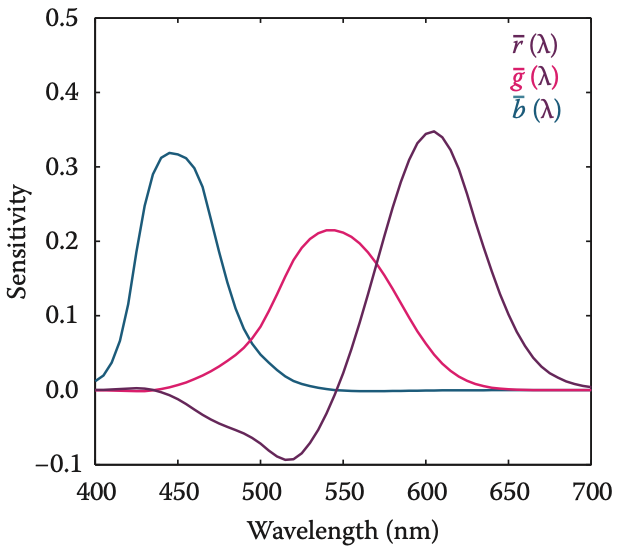 0.5
r̄ (λ)
ḡ (λ)
b̄ (λ)
0.4
0.3
0.2
0.1
0.0
−0.1
Sensitivity
400 450 500 550 600 650 700
Wavelength (nm)